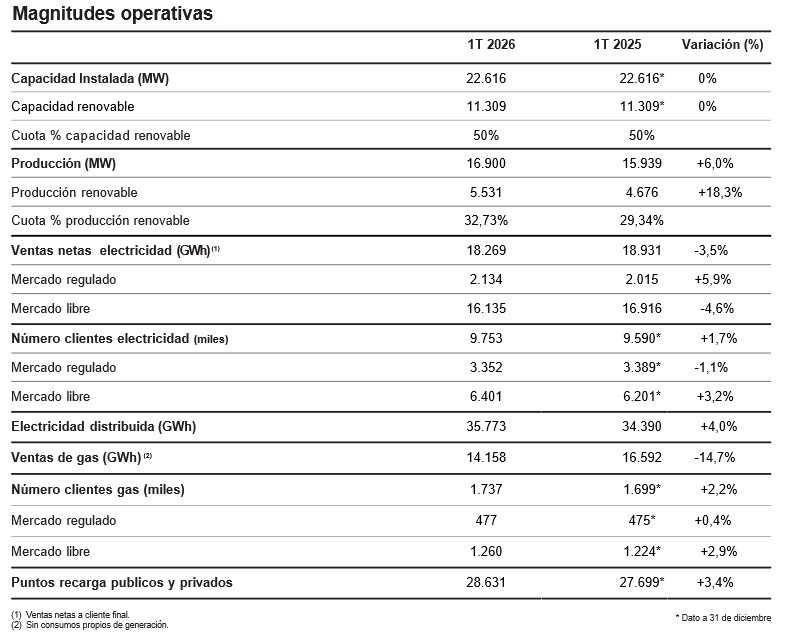 Magnitudes operativas
1T 2026 1T 2025 Variación (%)
Capacidad Instalada (MW) 22.616 22.616* 0%
Capacidad renovable 11.309 11.309* 0%
Cuota % capacidad renovable 50% 50%
Producción (MW) 16.900 15.939 +6,0%
Producción renovable 5.531 4.676 +18,3%
Cuota % producción renovable 32,73% 29,34%
Ventas netas electricidad (GWh)(1) 18.269 18.931 -3,5%
Mercado regulado 2.134 2.015 +5,9%
Mercado libre 16.135 16.916 -4,6%
Número clientes electricidad (miles) 9.753 9.590* +1,7%
Mercado regulado 3.352 3.389* -1,1%
Mercado libre 6.401 6.201* +3,2%
Electricidad distribuida (GWh) 35.773 34.390 +4,0%
Ventas de gas (GWh) (2) 14.158 16.592 -14,7%
Número clientes gas (miles) 1.737 1.699* +2,2%
Mercado regulado 477 475* +0,4%
Mercado libre 1.260 1.224* +2,9%
Puntos recarga publicos y privados 28.631 27.699* +3,4%
(1) Ventas netas a cliente final.
(2) Sin consumos propios de generación.
* Dato a 31 de diciembre